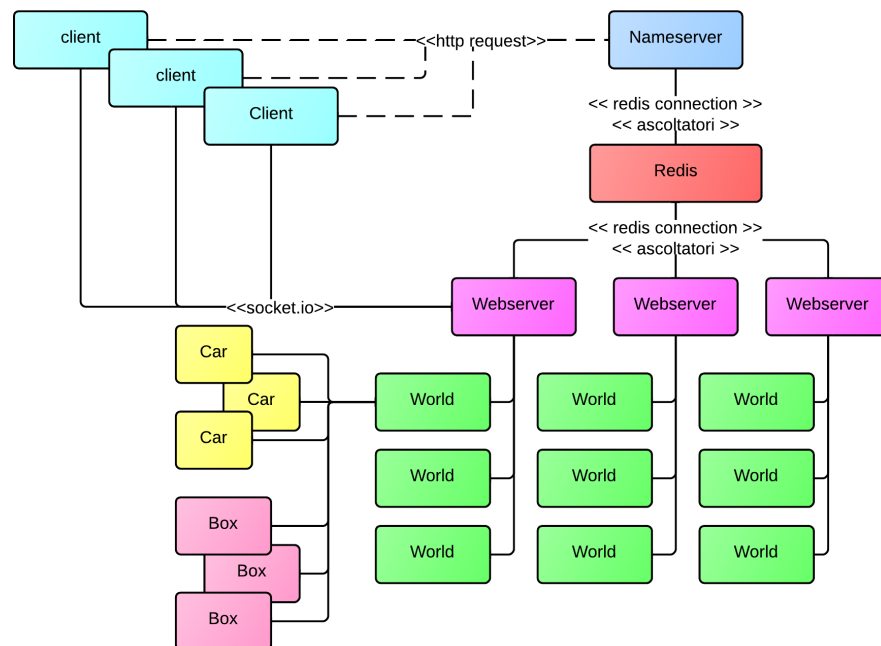 client
<<http request>>
Nameserver
client
Client
<< redis connection >>
<< ascoltatori >>
Redis
<< redis connection >>
<< ascoltatori >>
<<socket.io>>
Webserver
Webserver
Webserver
Car
Car
Car
World
World
World
World
World
World
World
World
World
Box
Box
Box